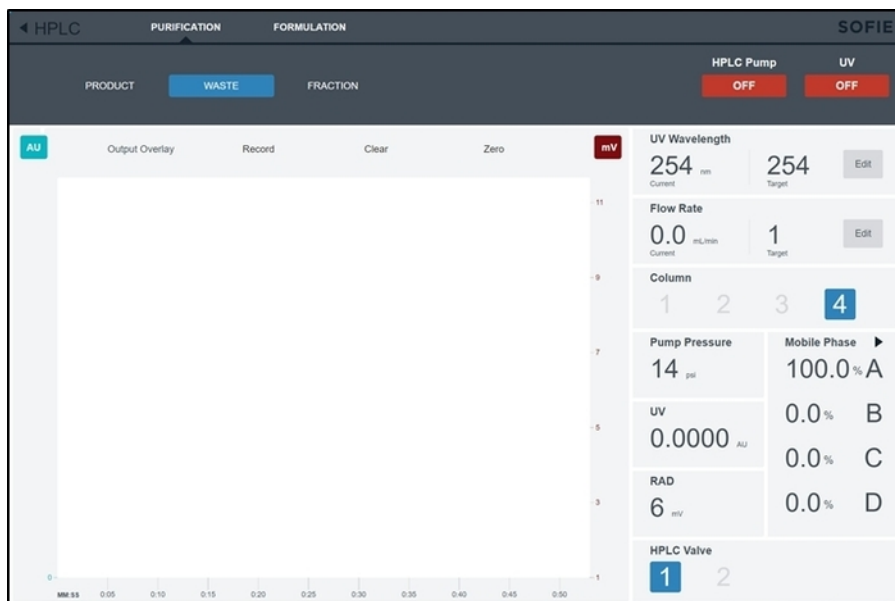 HPLC PURIFICATION FORMULATION SOFIE
HPLC Pump UV
PRODUCT WASTE FRACTION OFF OFF
AU Output Overlay Record Clear Zero mV
UV Wavelength
254 nm 254 Edit
Current Target
Flow Rate
0.0 mL/min 1 Edit
Current Target
Column
1 2 3 4
Pump Pressure
14 psi
Mobile Phase
100.0 % A
0.0 % B
0.0 % C
0.0 % D
UV
0.0000 AU
RAD
6 mV
HPLC Valve
1 2
11
9
7
5
3
0 1
MM:SS 0:05 0:10 0:15 0:20 0:25 0:30 0:35 0:40 0:45 0:50